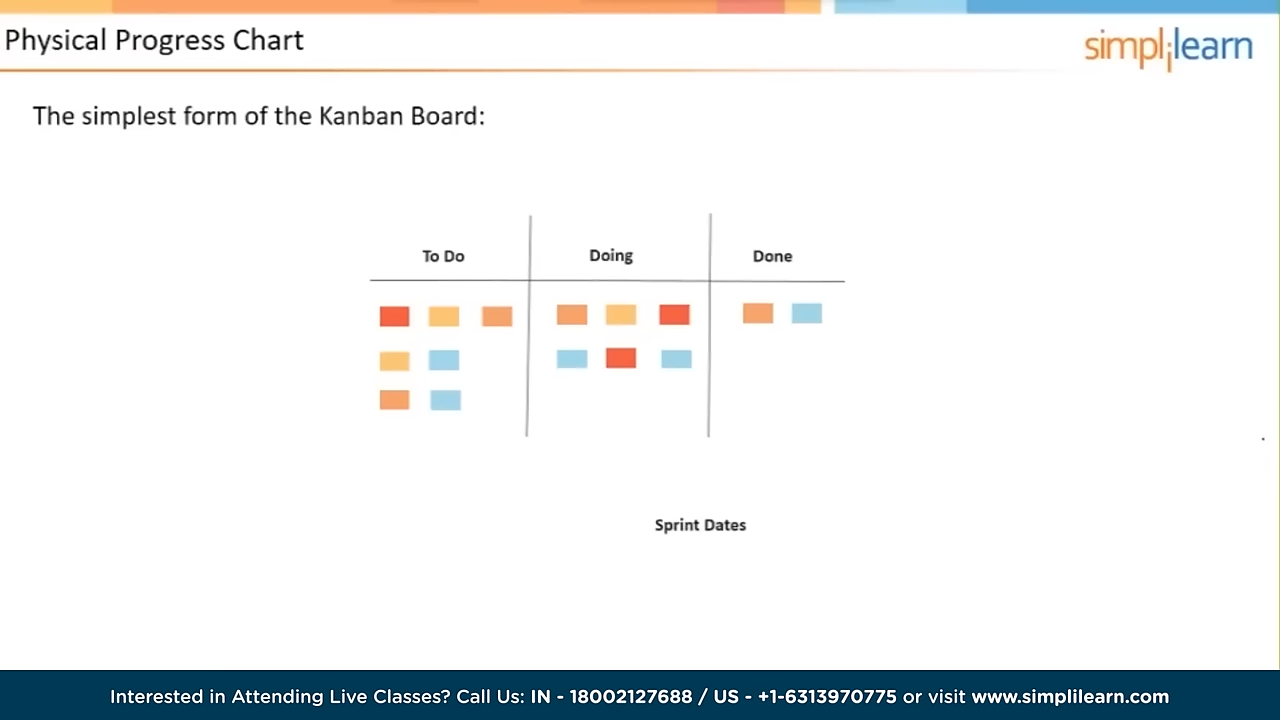 Physical Progress Chart
simplilearn
The simplest form of the Kanban Board:
To Do Doing Done
Sprint Dates
Interested in Attending Live Classes? Call Us: IN - 18002127688 / US - +1-6313970775 or visit www.simplilearn.com